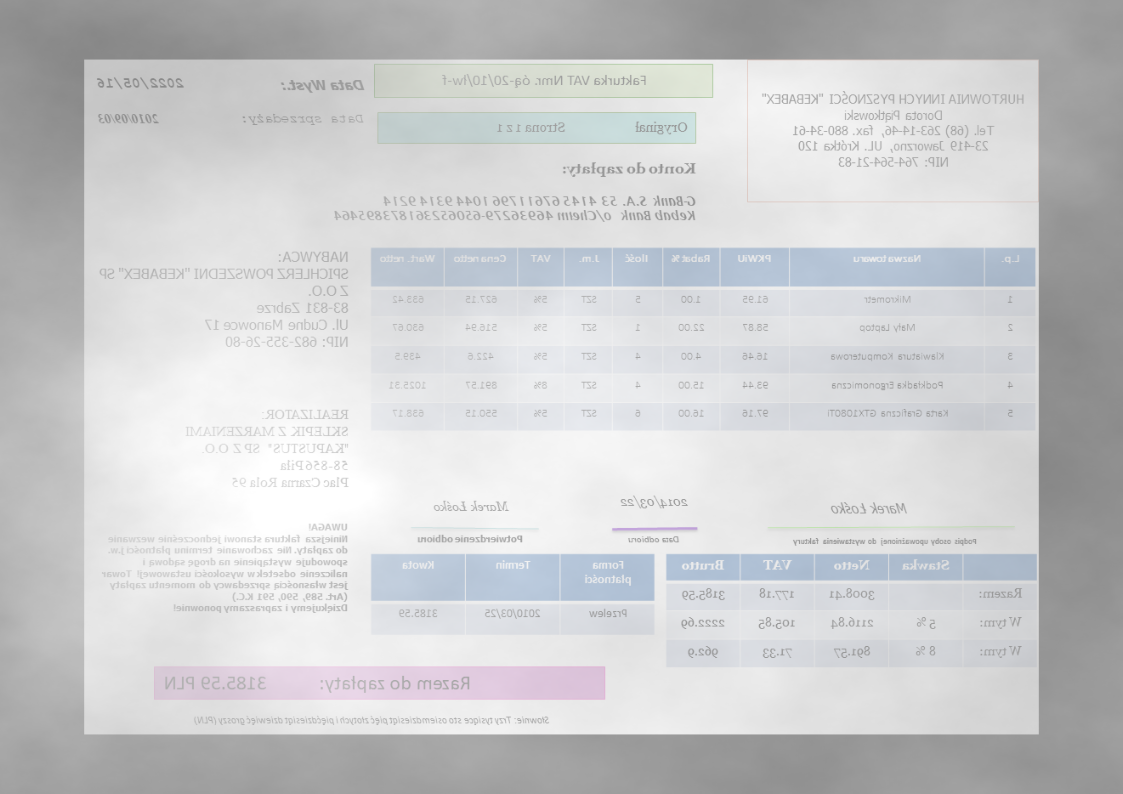 HURTOWNIA INNYCH PYSZNOŚCI "KEBABEX"
Dorota Piątkowski
Tel. (68) 263-14-46, fax. 880-34-61
23-419 Jaworzno, UL. Krótka 120
NIP: 764-564-21-83
Fakturka VAT Nmr. óą-20/10/lw-f
Oryginał Strona 1 z 1
Data Wyst.: 2022/05/16
Data sprzedaży: 2010/09/03
Konto do zapłaty:
G-Bank S.A. 53 4145 6761 1796 1044 9314 9214
Kebab Bank o/Chełm 46936279-650652361873895464
NABYWCA:
SPICHLERZ POWSZEDNI "KEBABEX" SP
Z O.O.
83-831 Zabrze
Ul. Cudne Manowce 17
NIP: 682-355-26-80
REALIZATOR:
SKLEPIK Z MARZENIAMI
"KAPUSTUS" SP Z O.O.
58-856 Piła
Plac Czarna Rola 95
L.p. Nazwa towaru PKWiU Rabat % Ilość J.m. VAT Cena netto Wart. netto
1 Mikrometr 61.95 1.00 5 SZT 5% 627.15 633.42
2 Mały Laptop 58.87 22.00 1 SZT 5% 516.94 630.67
3 Klawiatura Komputerowa 16.46 4.00 4 SZT 5% 422.6 439.5
4 Podkładka Ergonomiczna 93.44 15.00 4 SZT 8% 891.57 1025.31
5 Karta Graficzna GTX1080Ti 97.16 16.00 6 SZT 5% 550.15 638.17
Marek Łośko
Podpis osoby upoważnionej do wystawienia faktury
2014/03/22
Data odbioru
Marek Łośko
Potwierdzenie odbioru
Stawka Netto VAT Brutto
Razem: 3008.41 177.18 3185.59
W tym: 5 % 2116.84 105.85 2222.69
W tym: 8 % 891.57 71.33 962.9
Forma płatności Termin Kwota
Przelew 2010/03/25 3185.59
UWAGA!
Niniejsza faktura stanowi jednocześnie wezwanie
do zapłaty. Nie zachowanie terminu płatności j.w.
spowoduje wystąpienie na drogę sądową i
naliczenie odsetek w wysokości ustawowej! Towar
jest własnością sprzedawcy do momentu zapłaty
(Art. 589, 590, 591 K.C.)
Dziękujemy i zapraszamy ponownie!
Razem do zapłaty: 3185.59 PLN
Słownie: Trzy tysiące sto osiemdziesiąt pięć złotych i pięćdziesiąt dziewięć groszy (PLN)